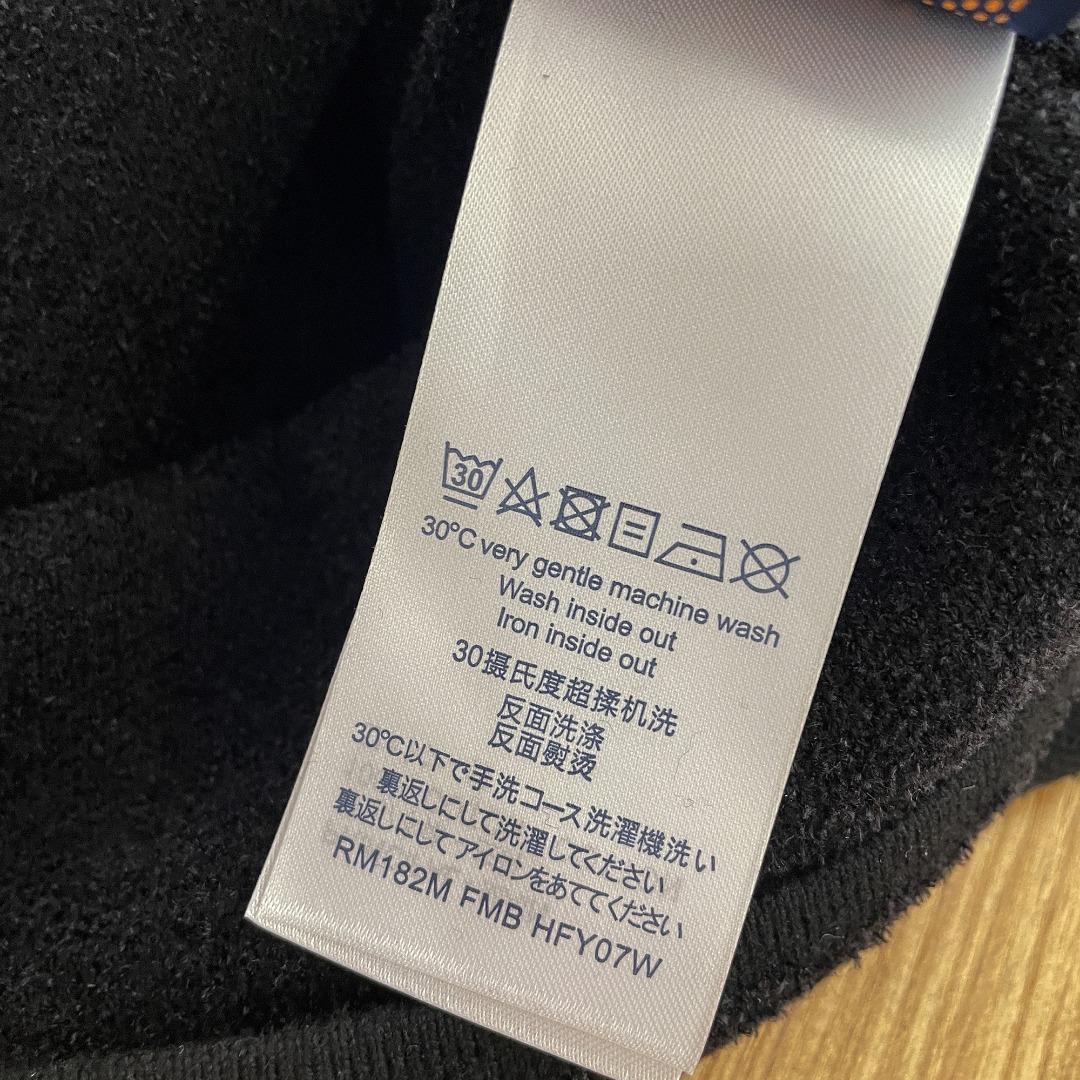 30
30°C very gentle machine wash
Wash inside out
Iron inside out
30摄氏度超揉机洗
反面洗涤
反面熨烫
30℃以下で手洗コース洗濯機洗い
裏返しにして洗濯してください
裏返しにしてアイロンをあててください
RM182M FMB HFY07W